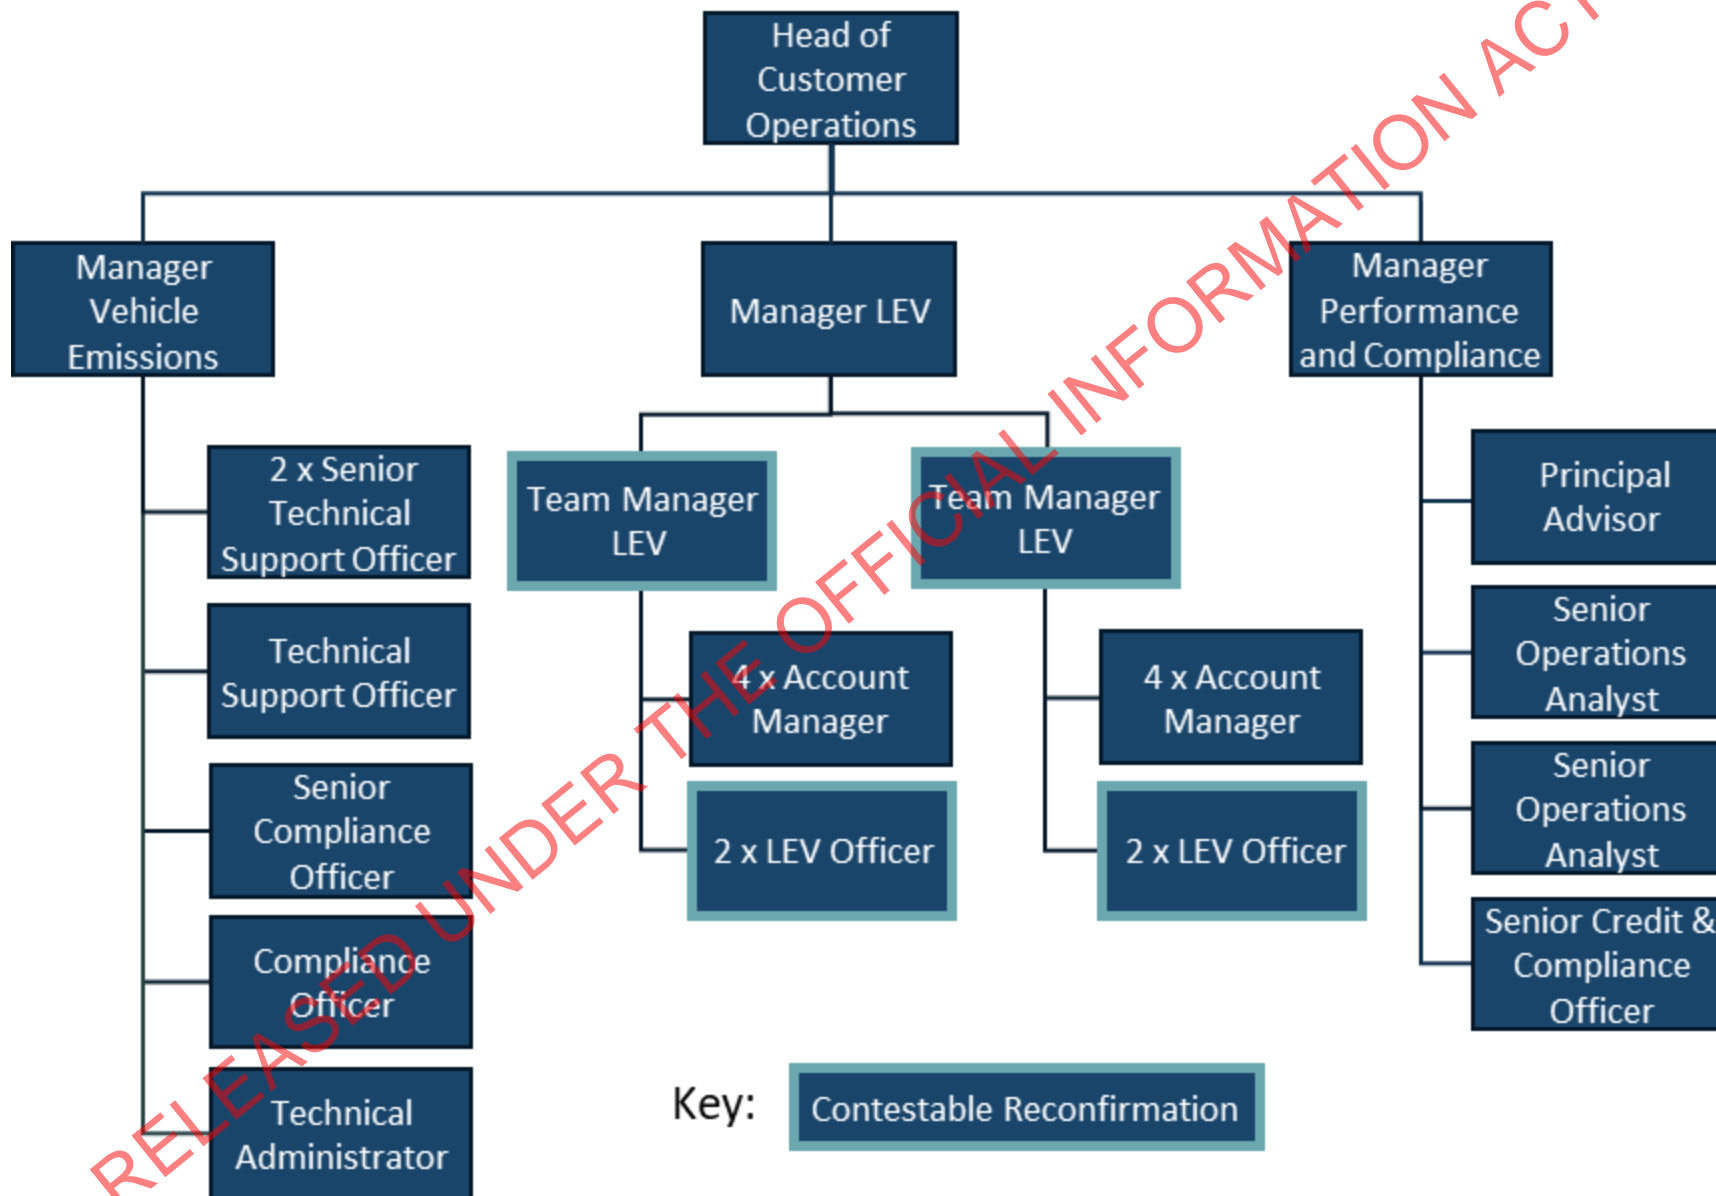 Head of
Customer
Operations
Manager
Vehicle
Emissions
Manager LEV
Manager
Performance
and Compliance
2 x Senior
Technical
Support Officer
Technical
Support Officer
Senior
Compliance
Officer
Compliance
Officer
Technical
Administrator
Team Manager
LEV
4 x Account
Manager
2 x LEV Officer
Team Manager
LEV
4 x Account
Manager
2 x LEV Officer
Principal
Advisor
Senior
Operations
Analyst
Senior
Operations
Analyst
Senior Credit &
Compliance
Officer
Key:
Contestable Reconfirmation
RELEASED UNDER THE OFFICIAL INFORMATION ACT